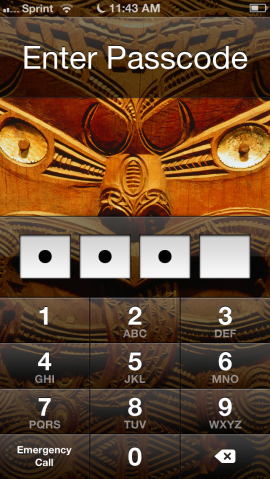 Sprint 11:43 AM
Enter Passcode
1 2 3
ABC DEF
4 5 6
GHI JKL MNO
7 8 9
PQRS TUV WXYZ
Emergency
Call 0